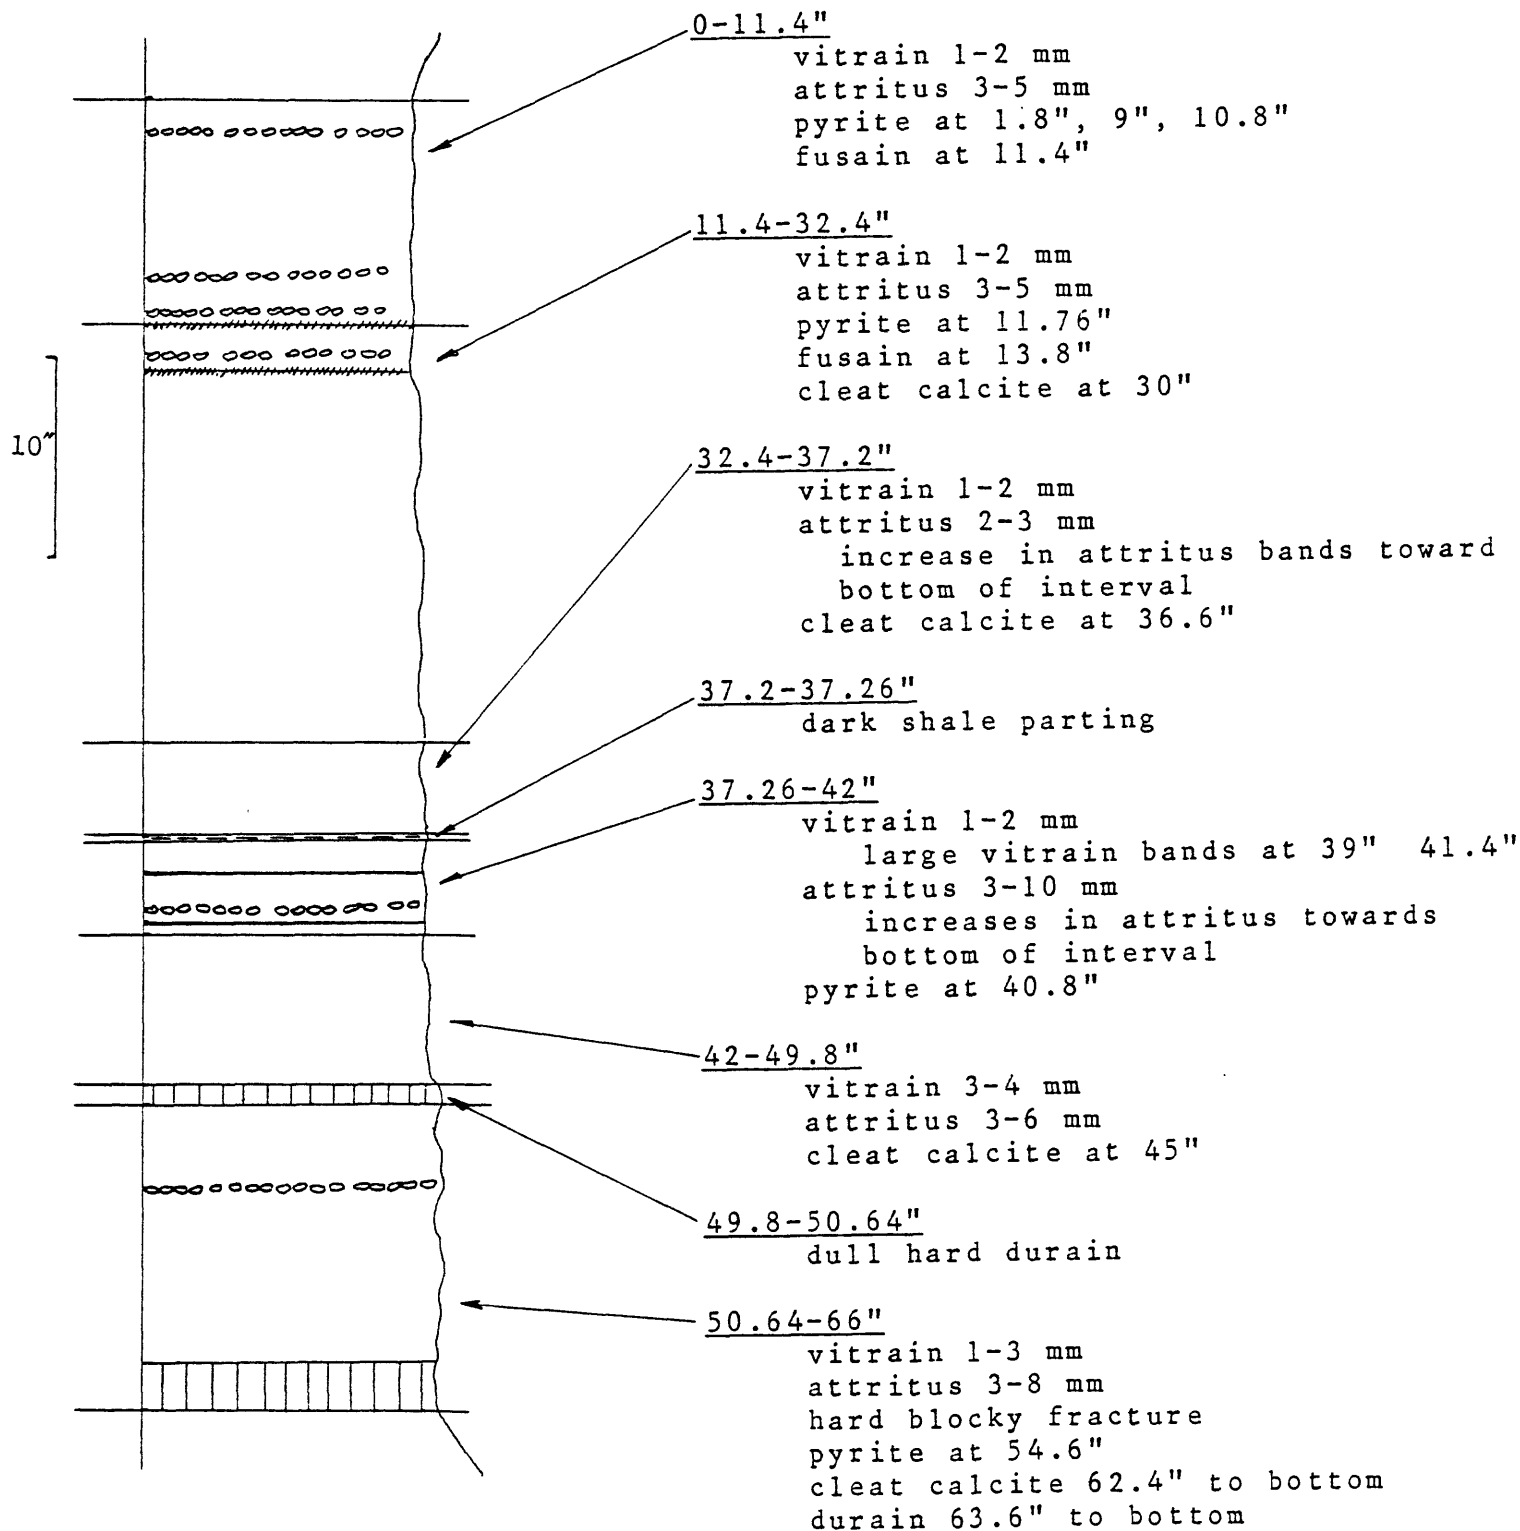 0-11.4"
vitrain 1-2 mm
attritus 3-5 mm
pyrite at 1.8", 9", 10.8"
fusain at 11.4"
11.4-32.4"
vitrain 1-2 mm
attritus 3-5 mm
pyrite at 11.76"
fusain at 13.8"
cleat calcite at 30"
10"
32.4-37.2"
vitrain 1-2 mm
attritus 2-3 mm
increase in attritus bands toward
bottom of interval
cleat calcite at 36.6"
37.2-37.26"
dark shale parting
37.26-42"
vitrain 1-2 mm
large vitrain bands at 39" 41.4"
attritus 3-10 mm
increases in attritus towards
bottom of interval
pyrite at 40.8"
42-49.8"
vitrain 3-4 mm
attritus 3-6 mm
cleat calcite at 45"
49.8-50.64"
dull hard durain
50.64-66"
vitrain 1-3 mm
attritus 3-8 mm
hard blocky fracture
pyrite at 54.6"
cleat calcite 62.4" to bottom
durain 63.6" to bottom